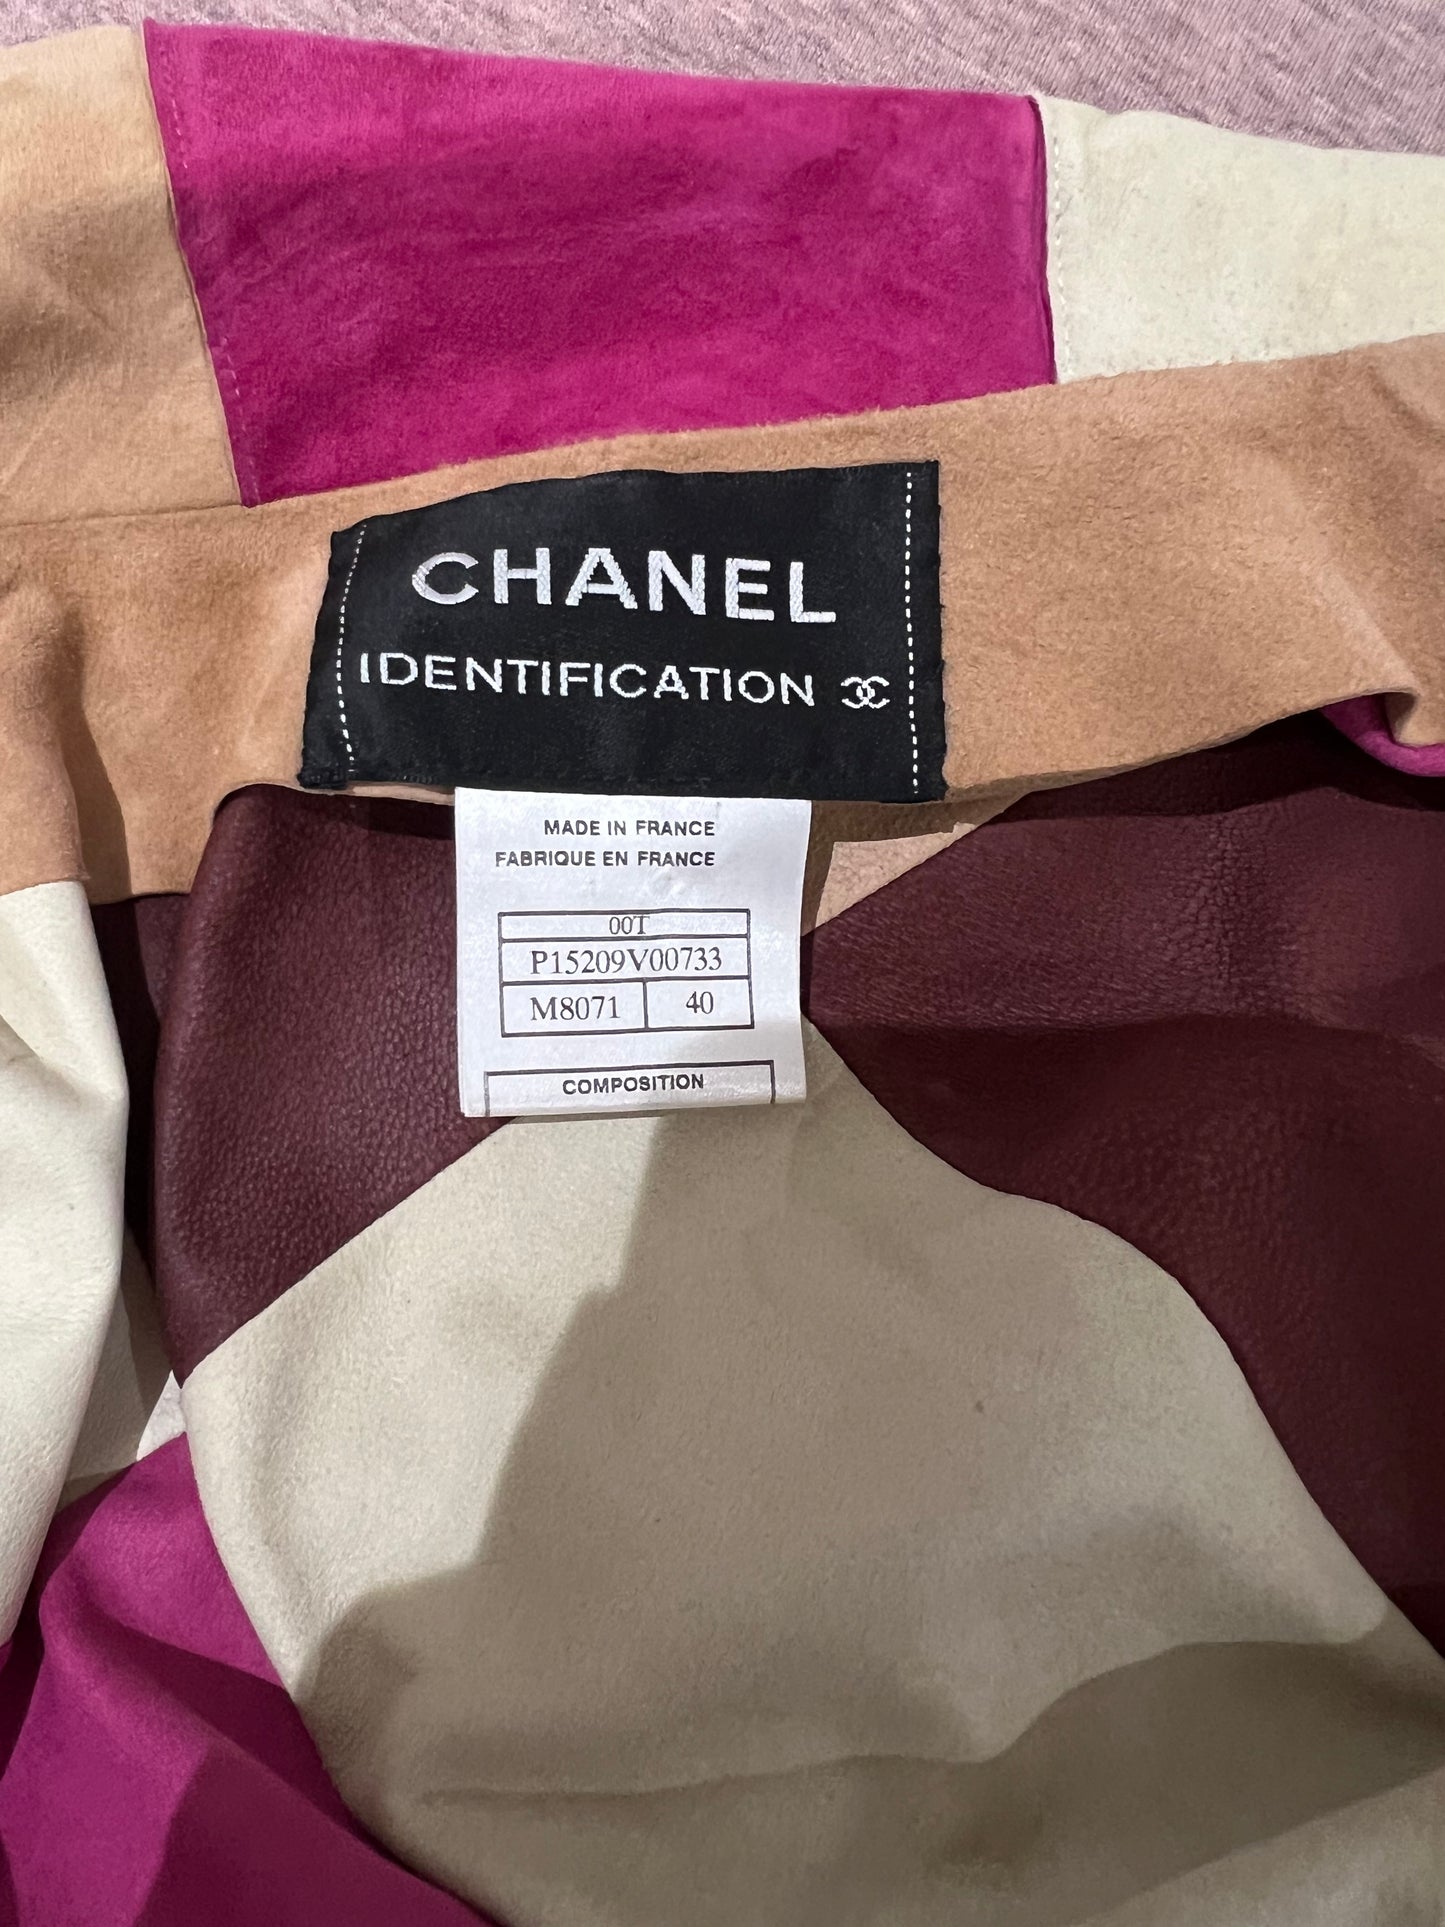 CHANEL
IDENTIFICATION
MADE IN FRANCE
FABRIQUE EN FRANCE
00T
P15209V00733
M8071 40
COMPOSITION